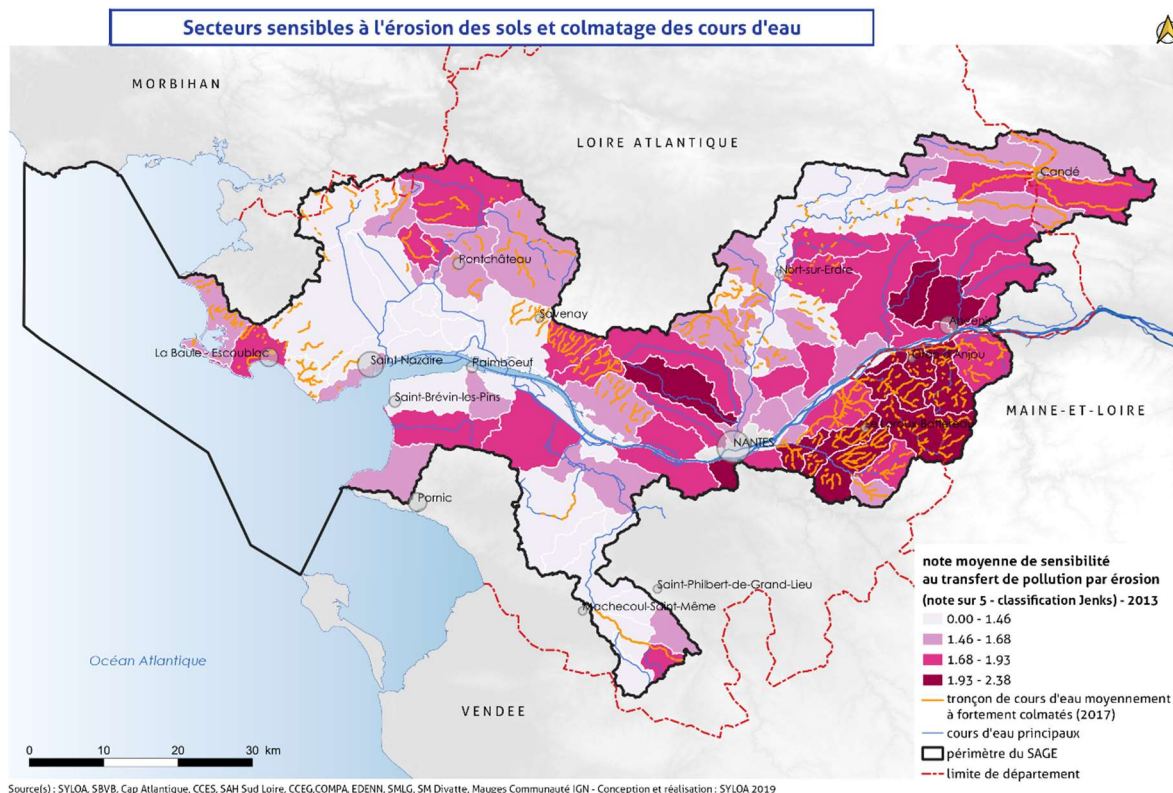 Secteurs sensibles à l'érosion des sols et colmatage des cours d'eau
MORBIHAN
LOIRE ATLANTIQUE
Candé
Pontchâteau
Nort-sur-Erdre
Savenay
Ancenis
La Baule - Escoublac
Saint-Nazaire
Paimboeuf
Saint-Brévin-les-Pins
MAINE-ET-LOIRE
NANTES
Pornic
Saint-Philbert-de-Grand-Lieu
Machecoul-Saint-Même
Océan Atlantique
VENDEE
note moyenne de sensibilité
au transfert de pollution par érosion
(note sur 5 - classification Jenks) - 2013
0.00 - 1.46
1.46 - 1.68
1.68 - 1.93
1.93 - 2.38
tronçon de cours d'eau moyennement
à fortement colmatés (2017)
cours d'eau principaux
périmètre du SAGE
limite de département
0 10 20 30 km
Source(s) : SYLOA, SBVB, Cap Atlantique, CCES, SAH Sud Loire, CCEG,COMPA, EDENN, SMLG, SM Divatte, Mauges Communauté IGN - Conception et réalisation : SYLOA 2019